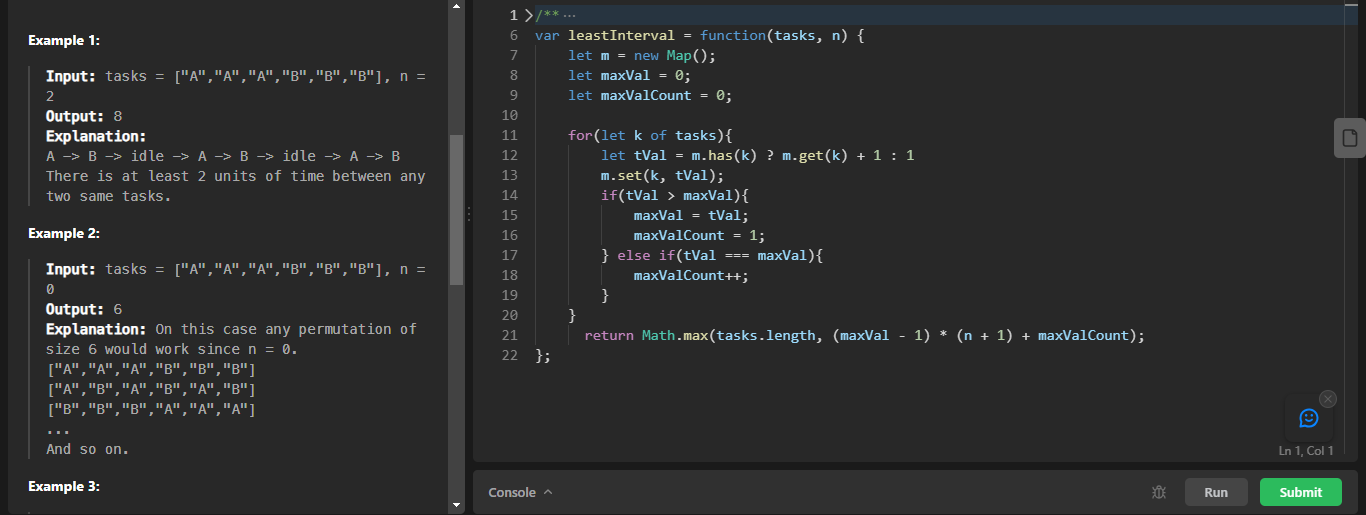 Example 1:
Input: tasks = ["A","A","A","B","B","B"], n =
2
Output: 8
Explanation:
A -> B -> idle -> A -> B -> idle -> A -> B
There is at least 2 units of time between any
two same tasks.
Example 2:
Input: tasks = ["A","A","A","B","B","B"], n =
0
Output: 6
Explanation: On this case any permutation of
size 6 would work since n = 0.
["A","A","A","B","B","B"]
["A","B","A","B","A","B"]
["B","B","B","A","A","A"]
...
And so on.
Example 3:
1 /** ...
6 var leastInterval = function(tasks, n) {
7 let m = new Map();
8 let maxVal = 0;
9 let maxValCount = 0;
10
11 for(let k of tasks){
12 let tVal = m.has(k) ? m.get(k) + 1 : 1
13 m.set(k, tVal);
14 if(tVal > maxVal){
15 maxVal = tVal;
16 maxValCount = 1;
17 } else if(tVal === maxVal){
18 maxValCount++;
19 }
20 }
21 return Math.max(tasks.length, (maxVal - 1) * (n + 1) + maxValCount);
22 };
Ln 1, Col 1
Console
Run
Submit